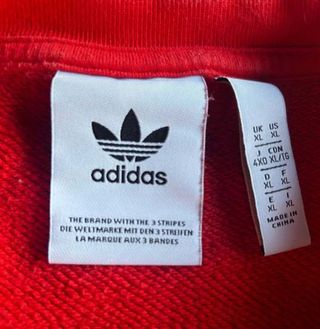 adidas
THE BRAND WITH THE 3 STRIPES
DIE WELTMARKE MIT DEN 3 STREIFEN
LA MARQUE AUX 3 BANDES
UK US
XL XL
J CDN
4XO XL/TG
D F
XL XL
E I
XL XL
MADE IN
CHINA